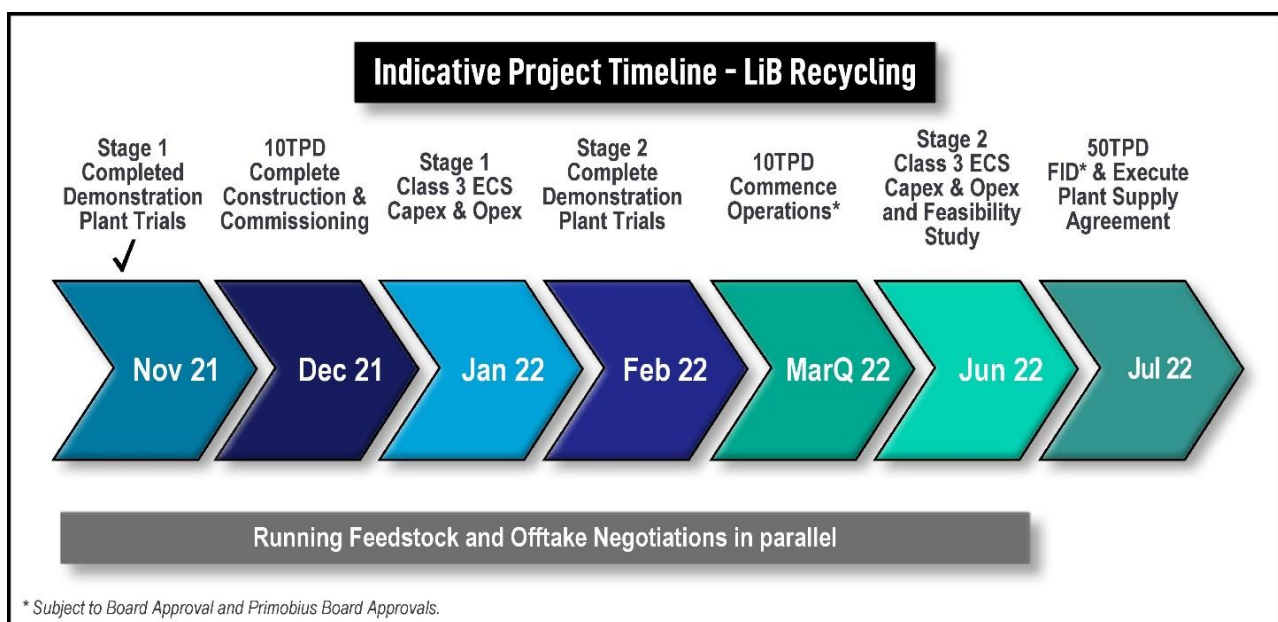 Indicative Project Timeline - LiB Recycling
Stage 1
Completed
Demonstration
Plant Trials
10TPD
Complete
Construction &
Commissioning
Stage 1
Class 3 ECS
Capex & Opex
Stage 2
Complete
Demonstration
Plant Trials
10TPD
Commence
Operations*
Stage 2
Class 3 ECS
Capex & Opex
and Feasibility
Study
50TPD
FID* & Execute
Plant Supply
Agreement
Nov 21
Dec 21
Jan 22
Feb 22
MarQ 22
Jun 22
Jul 22
Running Feedstock and Offtake Negotiations in parallel
* Subject to Board Approval and Primobius Board Approvals.